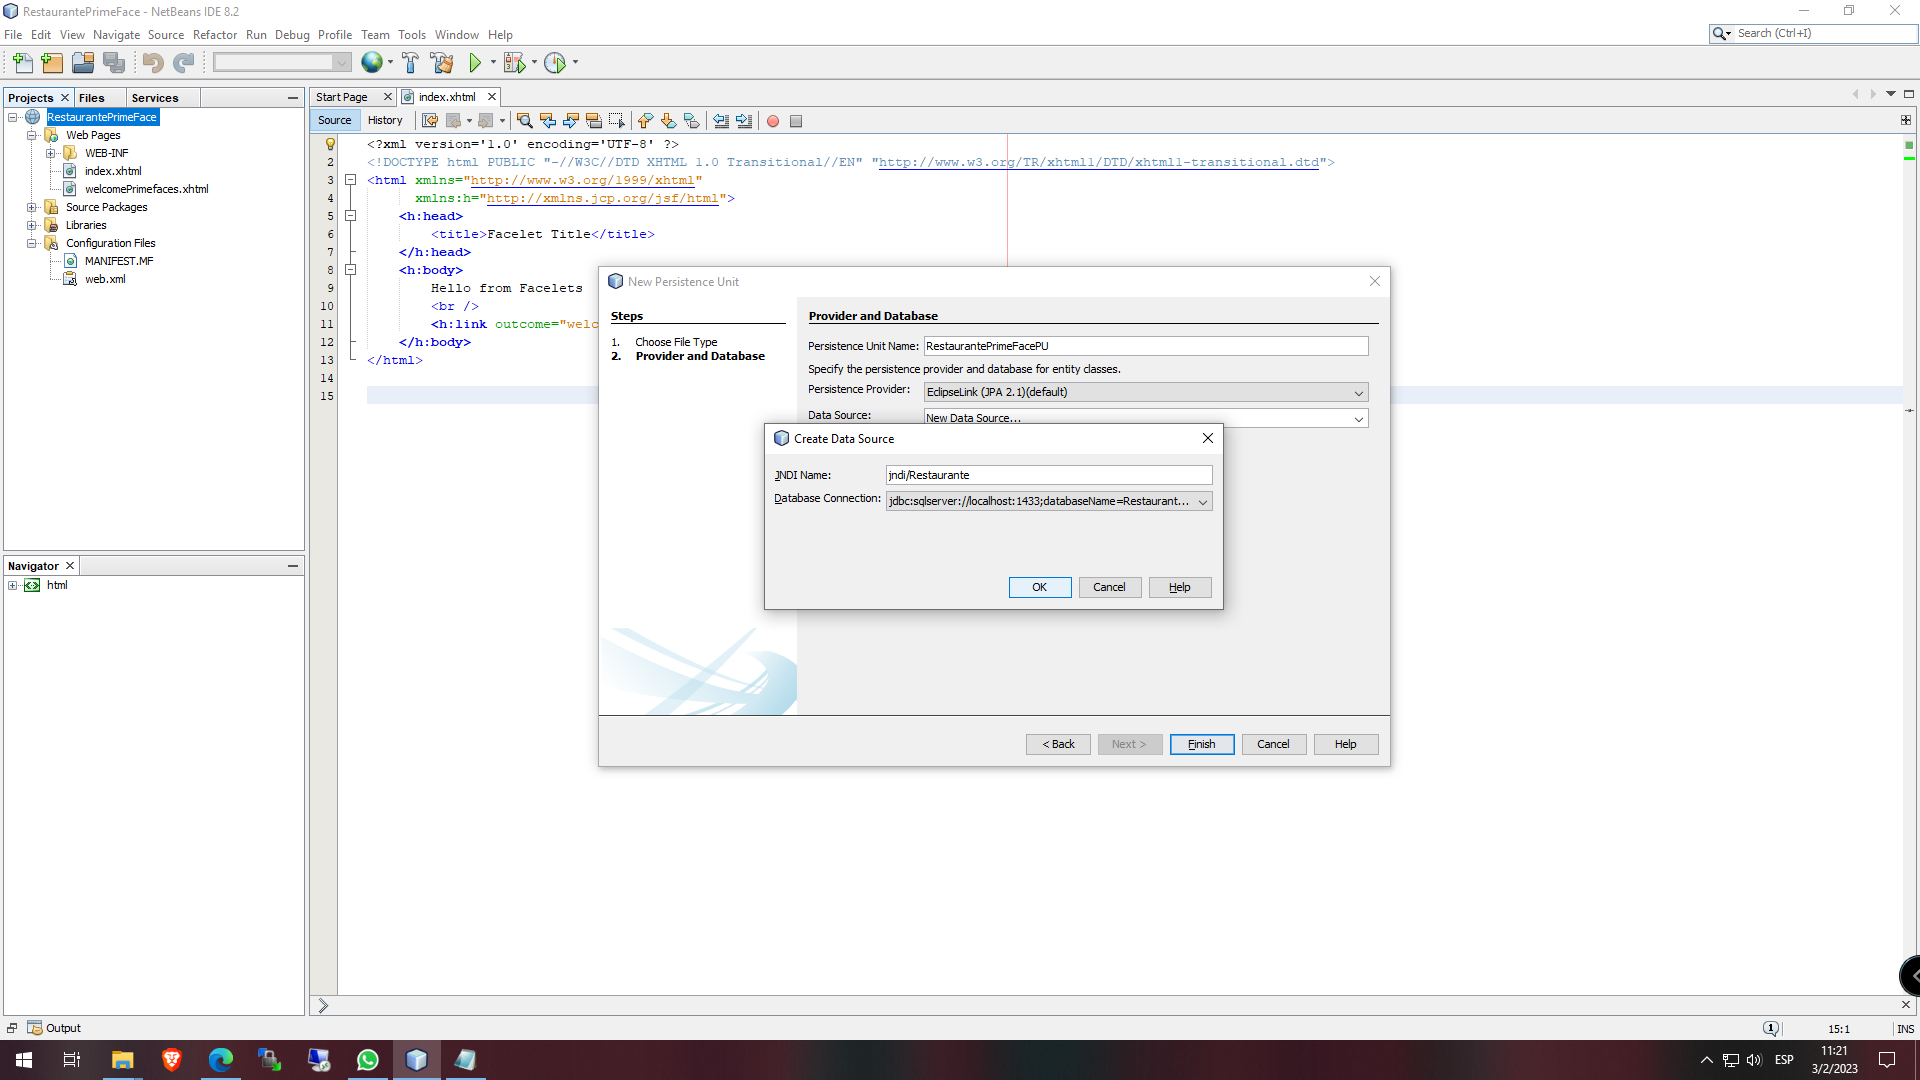 RestaurantePrimeFace - NetBeans IDE 8.2
File Edit View Navigate Source Refactor Run Debug Profile Team Tools Window Help
Search (Ctrl+I)
Projects Files Services
RestaurantePrimeFace
Web Pages
WEB-INF
index.xhtml
welcomePrimefaces.xhtml
Source Packages
Libraries
Configuration Files
MANIFEST.MF
web.xml
Navigator
html
Start Page index.xhtml
Source History
<?xml version='1.0' encoding='UTF-8' ?>
2 <!DOCTYPE html PUBLIC "-//W3C//DTD XHTML 1.0 Transitional//EN" "http://www.w3.org/TR/xhtml1/DTD/xhtml1-transitional.dtd">
3 <html xmlns="http://www.w3.org/1999/xhtml"
4 xmlns:h="http://xmlns.jcp.org/jsf/html">
5 <h:head>
6 <title>Facelet Title</title>
7 </h:head>
8 <h:body>
9 Hello from Facelets
10 <br />
11 <h:link outcome="welc
12 </h:body>
13 </html>
14
15
New Persistence Unit
Steps
1. Choose File Type
2. Provider and Database
Provider and Database
Persistence Unit Name: RestaurantePrimeFacePU
Specify the persistence provider and database for entity classes.
Persistence Provider: EclipseLink (JPA 2.1)(default)
Data Source: New Data Source...
Create Data Source
JNDI Name: jndi/Restaurante
Database Connection: jdbc:sqlserver://localhost:1433;databaseName=Restaurant...
OK Cancel Help
< Back Next > Finish Cancel Help
Output
1
15:1 INS
ESP
11:21
3/2/2023